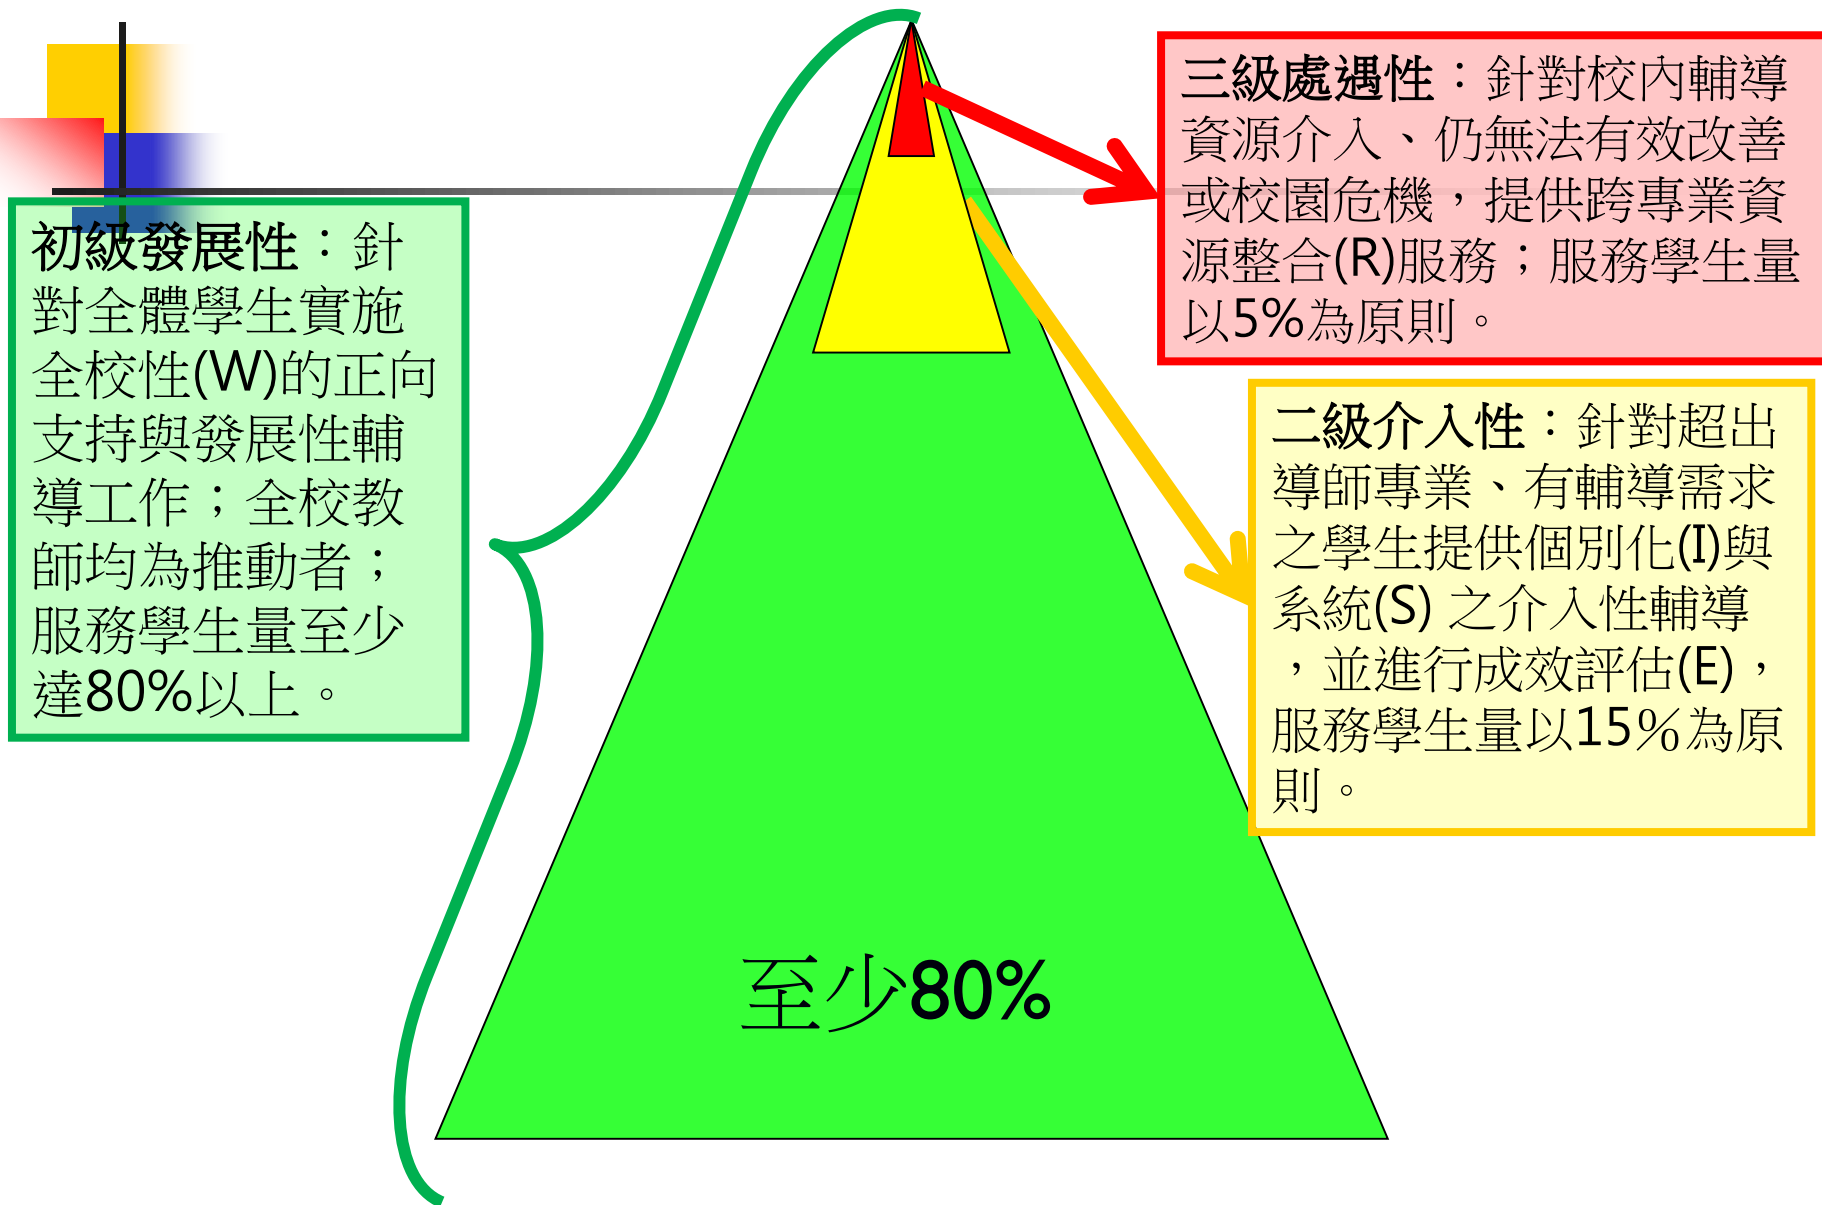 初級發展性：針
對全體學生實施
全校性(W)的正向
支持與發展性輔
導工作；全校教
師均為推動者；
服務學生量至少
達80%以上。
三級處遇性：針對校內輔導
資源介入、仍無法有效改善
或校園危機，提供跨專業資
源整合(R)服務；服務學生量
以5%為原則。
二級介入性：針對超出
導師專業、有輔導需求
之學生提供個別化(I)與
系統(S) 之介入性輔導
，並進行成效評估(E)，
服務學生量以15％為原
則。
至少80%